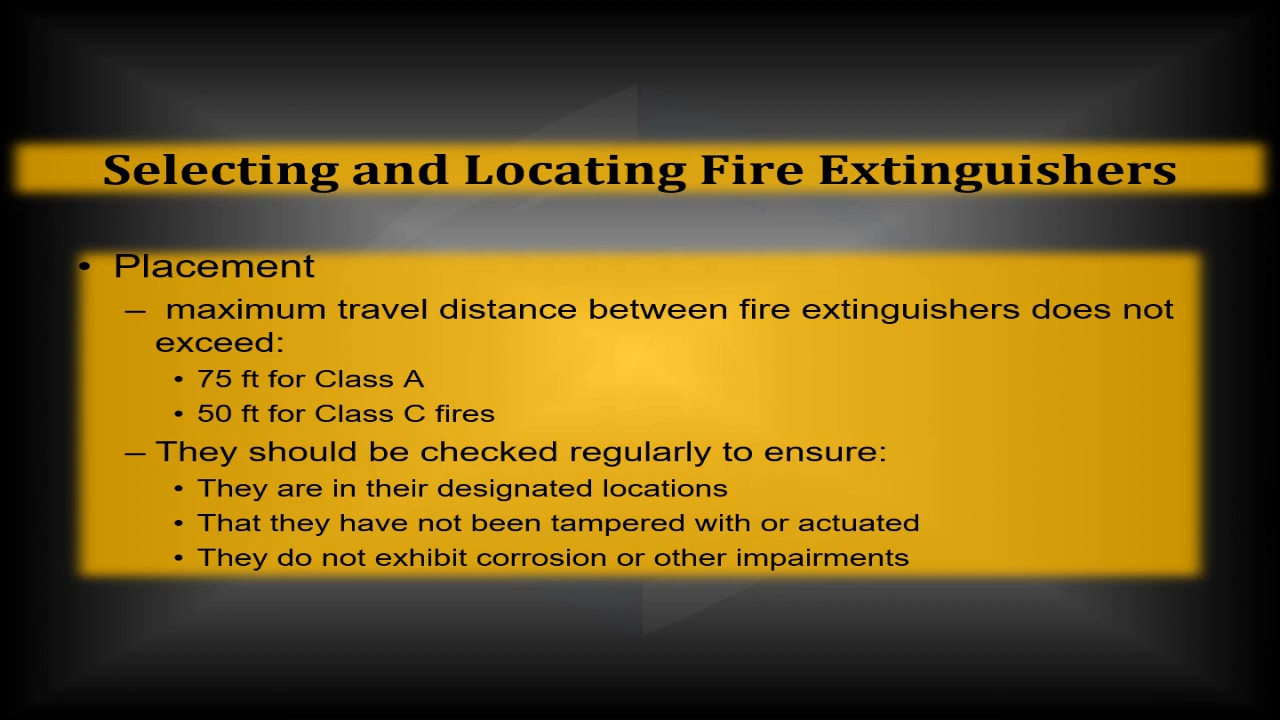 Selecting and Locating Fire Extinguishers
• Placement
– maximum travel distance between fire extinguishers does not
exceed:
• 75 ft for Class A
• 50 ft for Class C fires
– They should be checked regularly to ensure:
• They are in their designated locations
• That they have not been tampered with or actuated
• They do not exhibit corrosion or other impairments